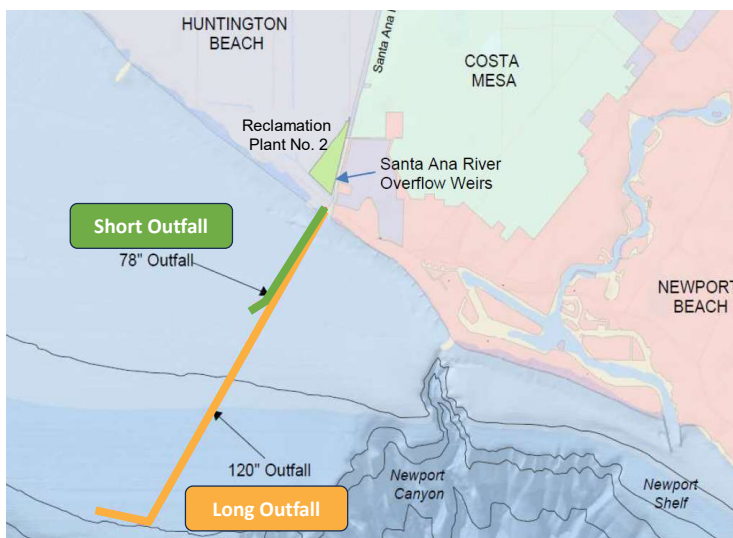 HUNTINGTON
BEACH
Santa Ana
COSTA
MESA
Reclamation
Plant No. 2
Santa Ana River
Overflow Weirs
Short Outfall
78" Outfall
NEWPORT
BEACH
120" Outfall
Long Outfall
Newport
Canyon
Newport
Shelf